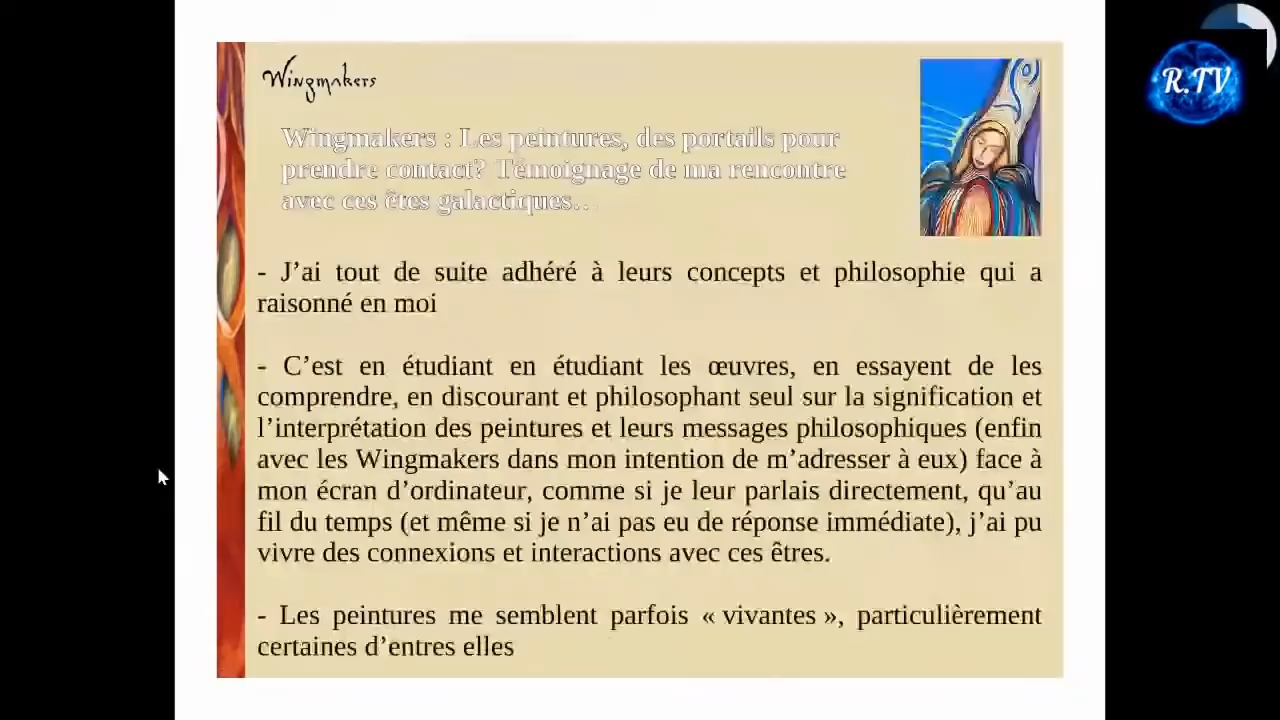 Wingmakers
R.TV
Wingmakers : Les peintures, des portails pour
prendre contact? Témoignage de ma rencontre
avec ces êtes galactiques…
- J’ai tout de suite adhéré à leurs concepts et philosophie qui a
raisonné en moi
- C’est en étudiant en étudiant les œuvres, en essayent de les
comprendre, en discourant et philosophant seul sur la signification et
l’interprétation des peintures et leurs messages philosophiques (enfin
avec les Wingmakers dans mon intention de m’adresser à eux) face à
mon écran d’ordinateur, comme si je leur parlais directement, qu’au
fil du temps (et même si je n’ai pas eu de réponse immédiate), j’ai pu
vivre des connexions et interactions avec ces êtres.
- Les peintures me semblent parfois « vivantes », particulièrement
certaines d’entres elles